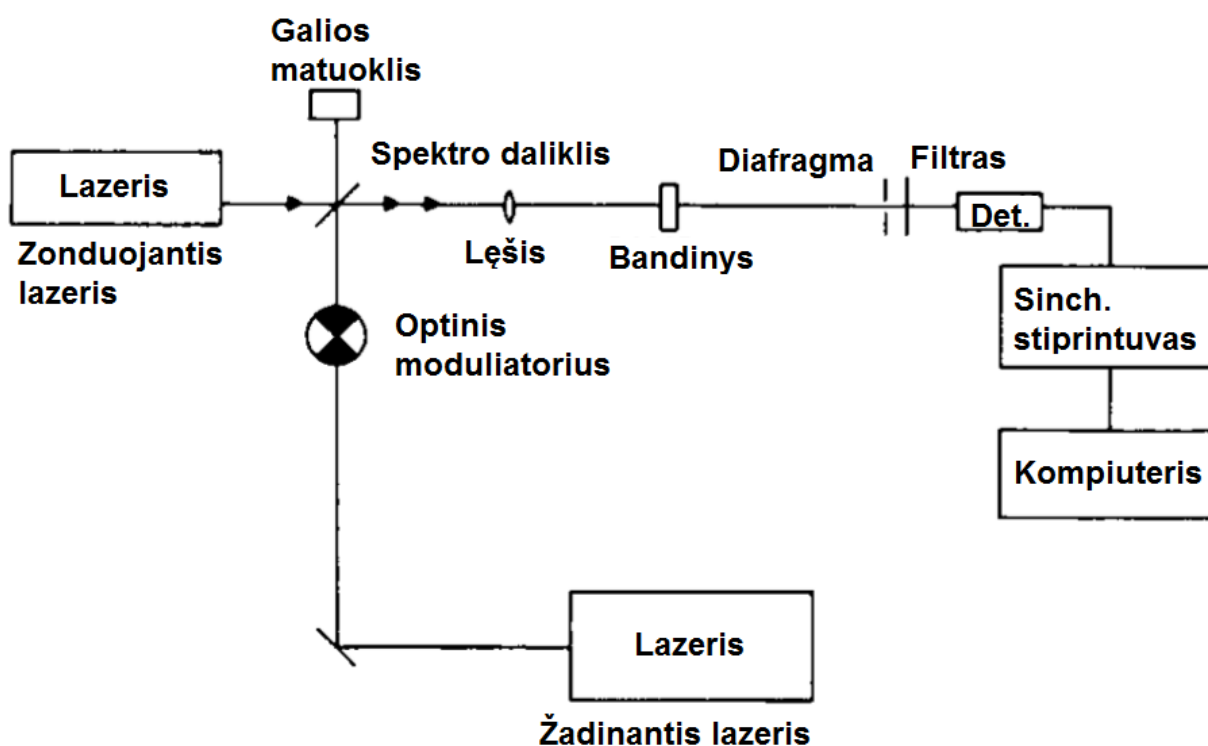 Galios
matuoklis
Spektro daliklis
Diafragma
Filtras
Lazeris
Det.
Zonduojantis
lazeris
Lęšis
Bandinys
Optinis
moduliatorius
Sinch.
stiprintuvas
Kompiuteris
Lazeris
Žadinantis lazeris